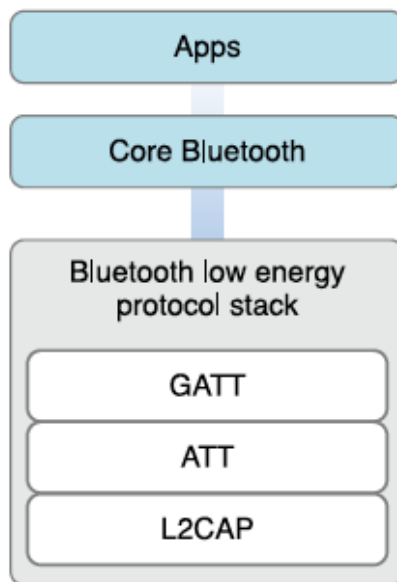 Apps
Core Bluetooth
Bluetooth low energy
protocol stack
GATT
ATT
L2CAP